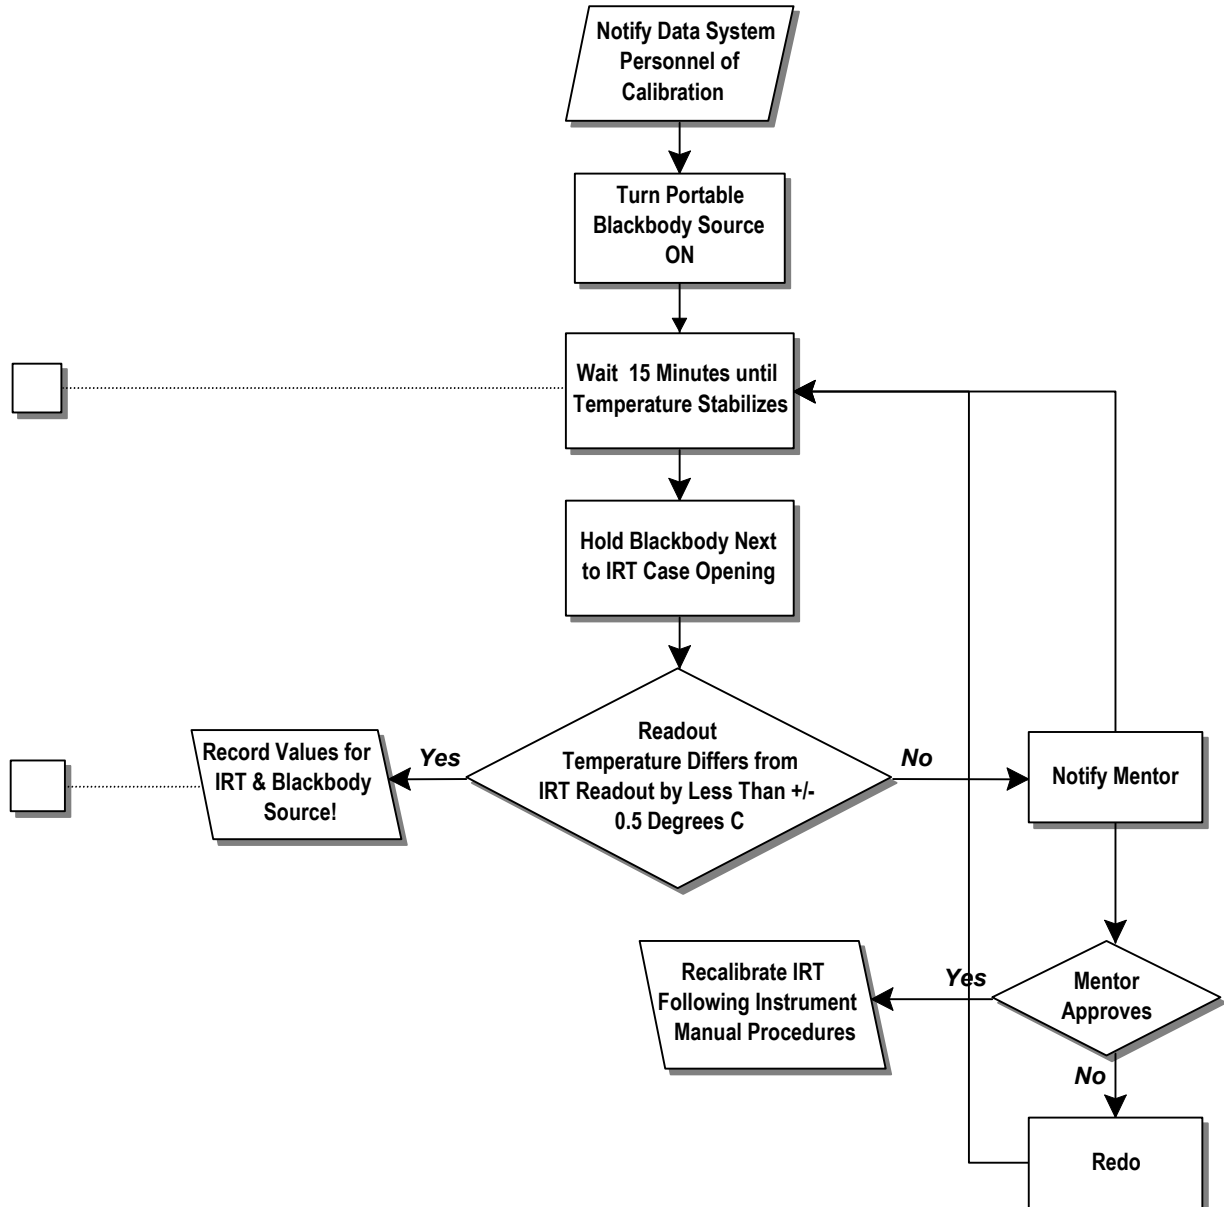 Notify Data System
Personnel of
Calibration
Turn Portable
Blackbody Source
ON
Wait 15 Minutes until
Temperature Stabilizes
Hold Blackbody Next
to IRT Case Opening
Readout
Temperature Differs from
IRT Readout by Less Than +/-
0.5 Degrees C
Yes
No
Record Values for
IRT & Blackbody
Source!
Notify Mentor
Mentor
Approves
Yes
No
Recalibrate IRT
Following Instrument
Manual Procedures
Redo